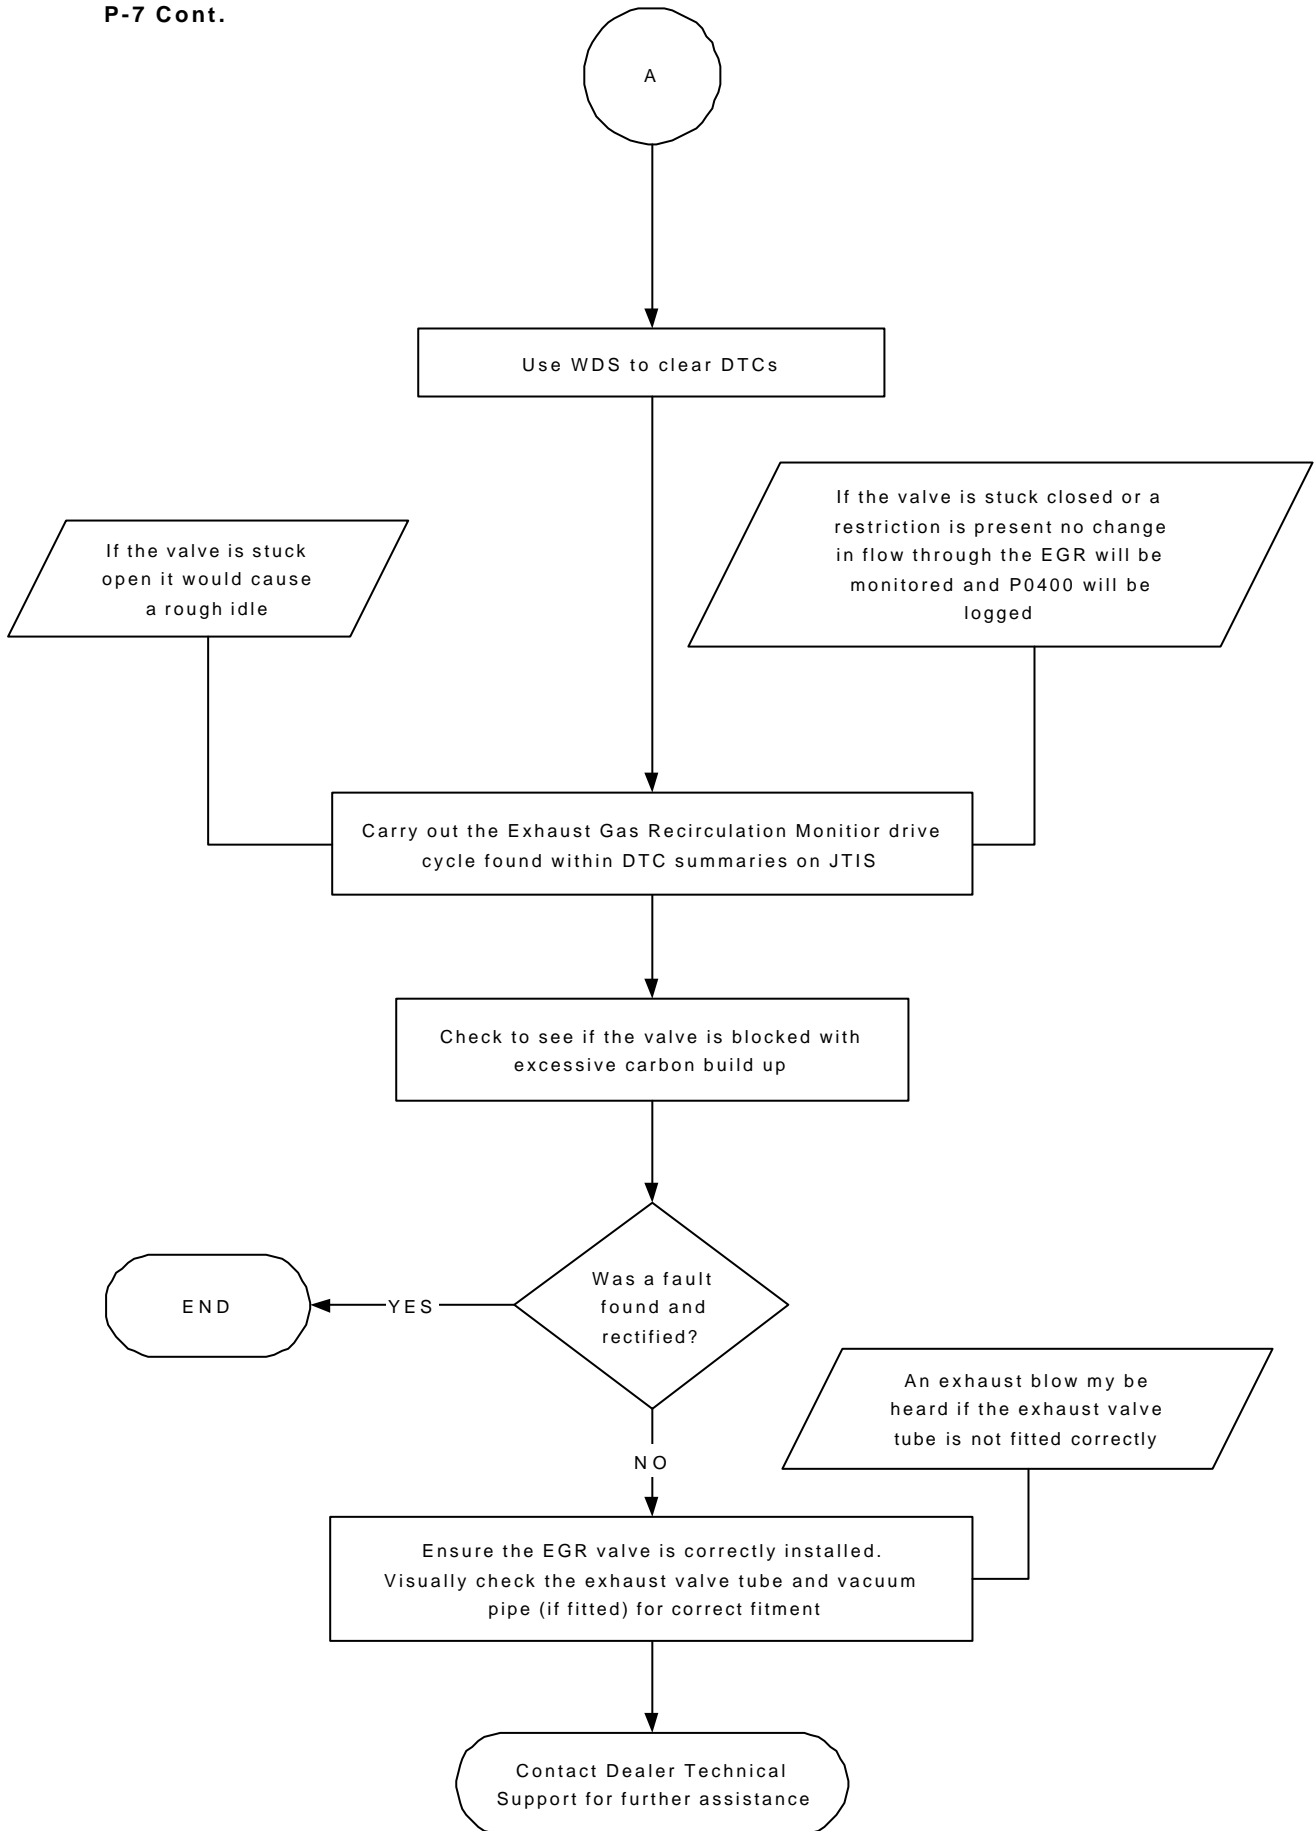 P-7 Cont.
A
Use WDS to clear DTCs
If the valve is stuck
open it would cause
a rough idle
If the valve is stuck closed or a
restriction is present no change
in flow through the EGR will be
monitored and P0400 will be
logged
Carry out the Exhaust Gas Recirculation Monitior drive
cycle found within DTC summaries on JTIS
Check to see if the valve is blocked with
excessive carbon build up
Was a fault
found and
rectified?
YES
END
NO
An exhaust blow my be
heard if the exhaust valve
tube is not fitted correctly
Ensure the EGR valve is correctly installed.
Visually check the exhaust valve tube and vacuum
pipe (if fitted) for correct fitment
Contact Dealer Technical
Support for further assistance